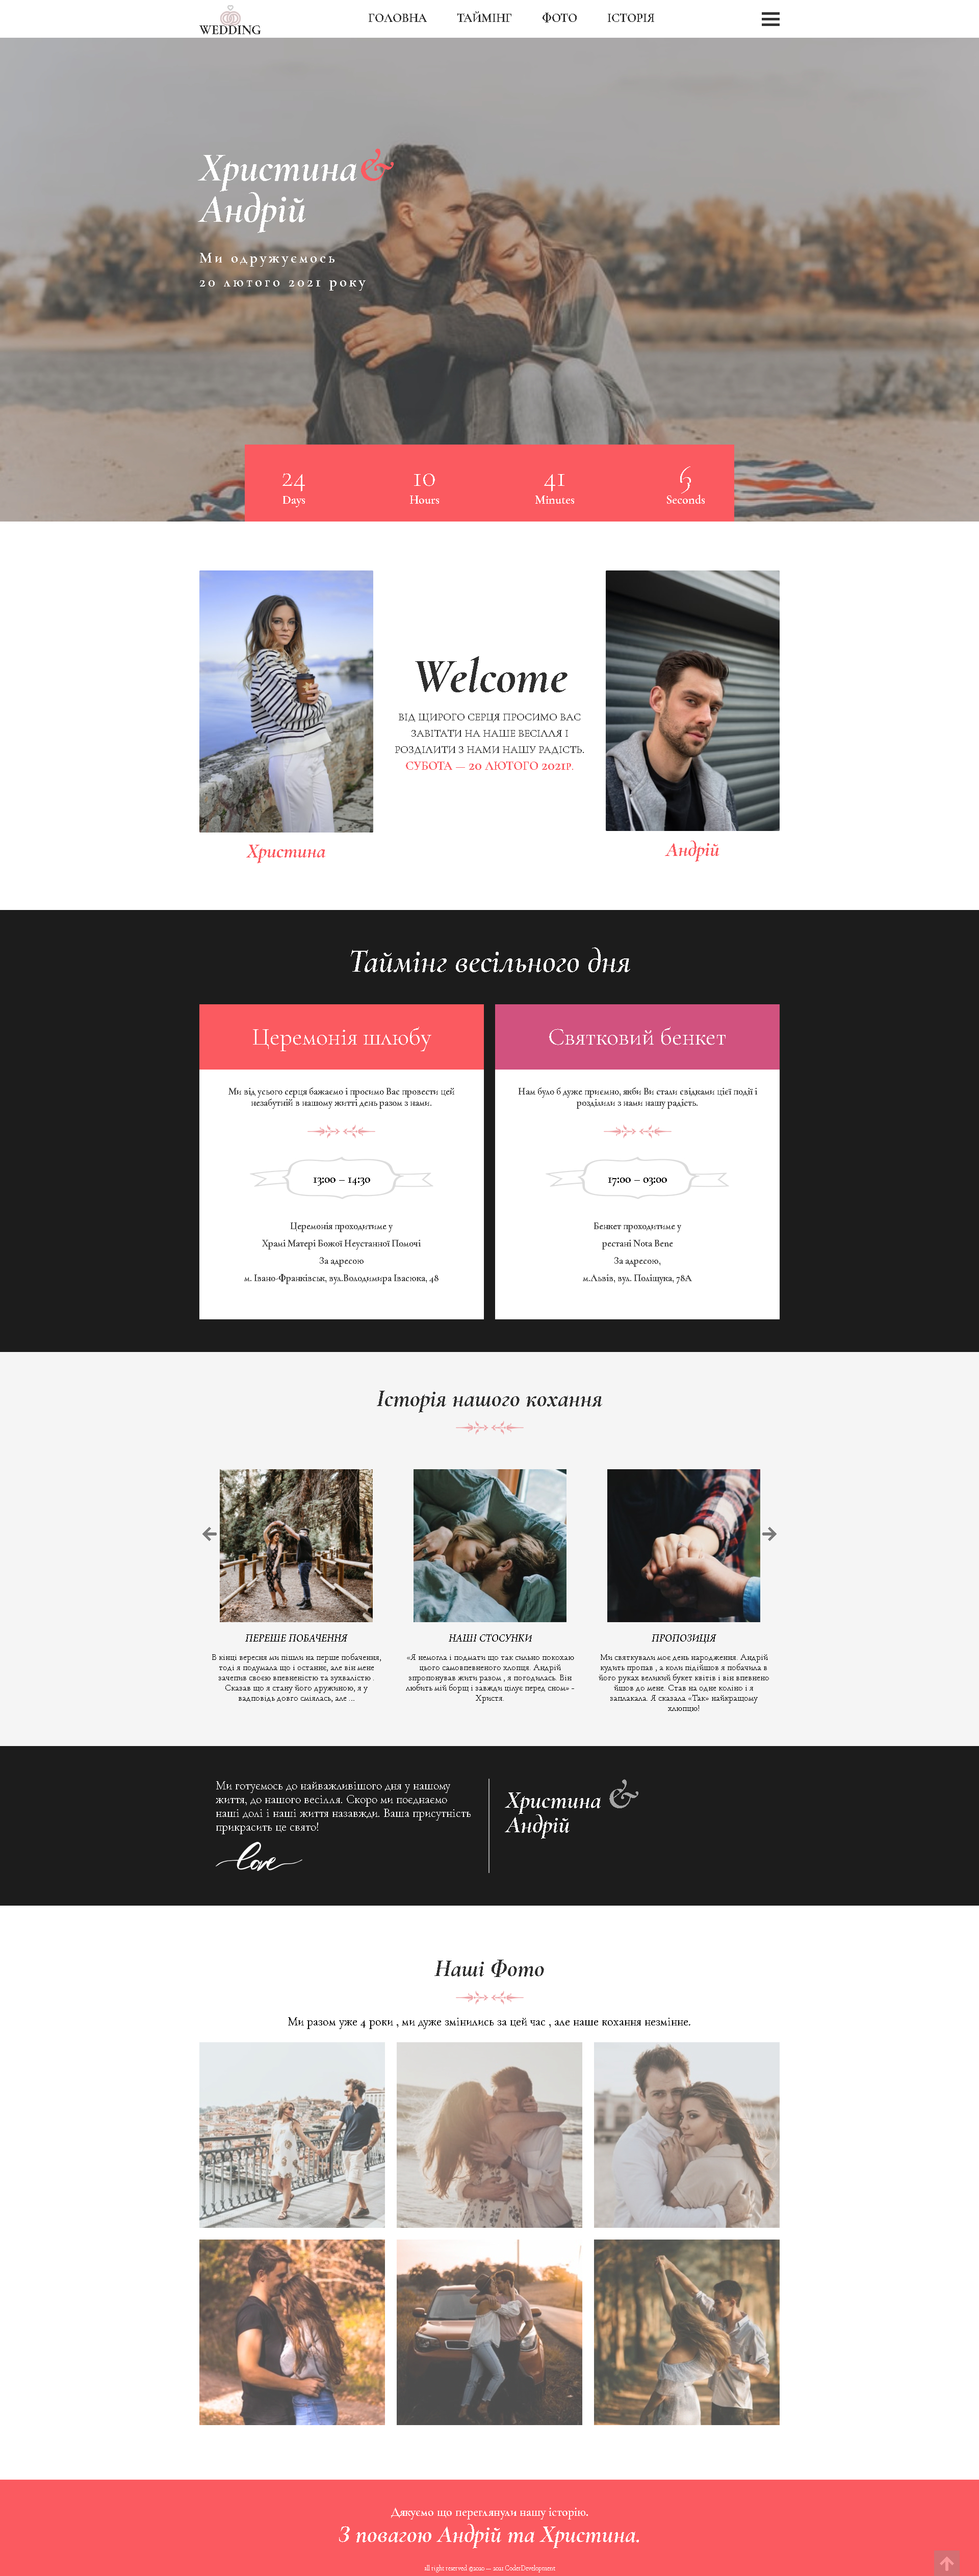 WEDDING
ГОЛОВНА ТАЙМІНГ ФОТО ІСТОРІЯ
Христина &
Андрій
Ми одружуємось
20 лютого 2021 року
24 10 41 63
Days Hours Minutes Seconds
Welcome
ВІД ЩИРОГО СЕРЦЯ ПРОСИМО ВАС
ЗАВІТАТИ НА НАШЕ ВЕСІЛЛЯ І
РОЗДІЛИТИ З НАМИ НАШУ РАДІСТЬ.
СУБОТА — 20 ЛЮТОГО 2021Р.
Христина
Андрій
Таймінг весільного дня
Церемонія шлюбу
Ми від усього серця бажаємо і просимо Вас провести цей
незабутній в нашому житті день разом з нами.
13:00 – 14:30
Церемонія проходитиме у
Храмі Матері Божої Неустанної Помочі
За адресою
м. Івано-Франківськ, вул.Володимира Івасюка, 48
Святковий бенкет
Нам було б дуже приємно, якби Ви стали свідками цієї події і
розділили з нами нашу радість.
17:00 – 03:00
Бенкет проходитиме у
рестані Nota Bene
За адресою,
м.Львів, вул. Поліщука, 78А
Історія нашого кохання
ПЕРЕШЕ ПОБАЧЕННЯ
В кінці вересня ми пішли на перше побачення,
тоді я подумала що і останнє, але він мене
зачепив своєю впевненістю та зухвалістю .
Сказав що я стану його дружиною, я у
відповідь довго сміялась, але ...
НАШІ СТОСУНКИ
«Я немогла і подмати що так сильно покохаю
цього самовпевненого хлопця. Андрій
зпропонував жити разом , я погодилась. Він
любить мій борщ і завжди цілує перед сном» -
Христя.
ПРОПОЗИЦІЯ
Ми святкували моє день народження. Андрій
кудить пропав , а коли підійшов я побачила в
його руках великий букет квітів і він впевнено
йшов до мене. Став на одне коліно і я
заплакала. Я сказала «Так» найкращому
хлопцю!
Ми готуємось до найважливішого дня у нашому
життя, до нашого весілля. Скоро ми поєднаємо
наші долі і наші життя назавжди. Ваша присутність
прикрасить це свято!
Love
Христина &
Андрій
Наші Фото
Ми разом уже 4 роки , ми дуже змінились за цей час , але наше кохання незмінне.
Дякуємо що переглянули нашу історію.
З повагою Андрій та Христина.
all right reserved ©2020 — 2021 CoderDevelopment